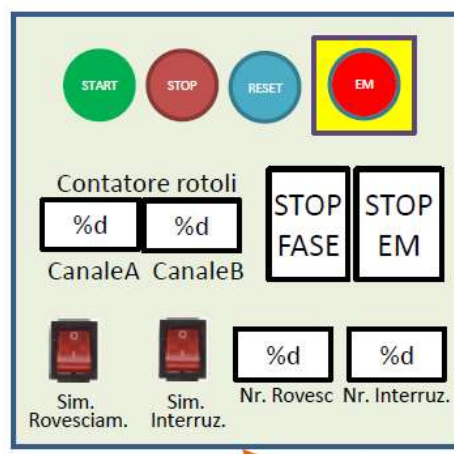 START STOP RESET EM
Contatore rotoli
%d %d
CanaleA CanaleB
STOP FASE
STOP EM
%d %d
Sim. Rovesciam.
Sim. Interruz.
Nr. Rovesc Nr. Interruz.